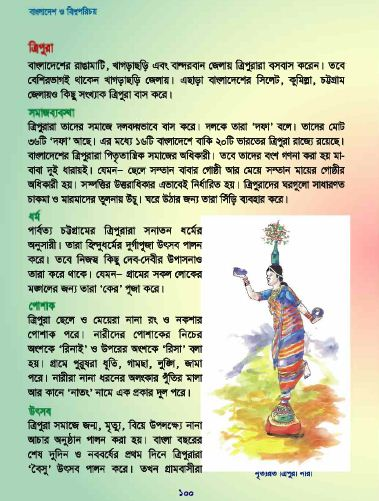 বাংলাদেশ ও বিশ্বপরিচয়
ত্রিপুরা
বাংলাদেশের রাঙামাটি, খাগড়াছড়ি এবং বান্দরবান জেলায় ত্রিপুরারা বসবাস করেন। তবে
বেশিরভাগই থাকেন খাগড়াছড়ি জেলায়। এছাড়া বাংলাদেশের সিলেট, কুমিল্লা, চট্টগ্রাম
জেলায়ও কিছু সংখ্যক ত্রিপুরা বাস করে।
সমাজব্যবস্থা
ত্রিপুরারা তাদের সমাজে দলবদ্ধভাবে বাস করে। দলকে তারা ‘দফা’ বলে। তাদের মোট
৩৬টি ‘দফা’ আছে। এর মধ্যে ১৬টি বাংলাদেশে বাকি ২০টি ভারতের ত্রিপুরা রাজ্যে রয়েছে।
বাংলাদেশের ত্রিপুরারা পিতৃতান্ত্রিক সমাজের অধিকারী। তবে তাদের বংশ গণনা করা হয় মা-
বাবা দুই ধারায়ই। যেমন– ছেলে সন্তান বাবার গোষ্ঠী আর মেয়ে সন্তান মায়ের গোষ্ঠীর
অধিকারী হয়। সম্পত্তির উত্তরাধিকার এভাবেই নির্ধারিত হয়। ত্রিপুরাদের ঘরগুলো সাধারণত
চাকমা ও মারমাদের তুলনায় উঁচু। ঘরে উঠার জন্য তারা সিঁড়ি ব্যবহার করে।
ধর্ম
পার্বত্য চট্টগ্রামের ত্রিপুরারা সনাতন ধর্মের
অনুসারী। তারা হিন্দুধর্মের দুর্গাপূজা উৎসব পালন
করে। তবে নিজস্ব কিছু দেব-দেবীর উপাসনাও
তারা করে থাকে। যেমন– গ্রামের সকল লোকের
মঙ্গলের জন্য তারা ‘কের’ পূজা করে।
পোশাক
ত্রিপুরা ছেলে ও মেয়েরা নানা রং ও নকশার
পোশাক পরে। নারীদের পোশাকের নিচের
অংশকে ‘রিনাই’ ও উপরের অংশকে ‘রিসা’ বলা
হয়। গ্রামে পুরুষরা ধুতি, গামছা, লুঙ্গি, জামা
পরে। নারীরা নানা ধরনের অলংকার পুঁতির মালা
আর কানে ‘নাতং’ নামে এক প্রকার দুল পরে।
উৎসব
ত্রিপুরা সমাজে জন্ম, মৃত্যু, বিয়ে উপলক্ষ্যে নানা
আচার অনুষ্ঠান পালন করা হয়। বাংলা বছরের
শেষ দুদিন ও নববর্ষের প্রথম দিনে ত্রিপুরারা
‘বৈসু’ উৎসব পালন করে। তখন গ্রামবাসীরা
নৃত্যরত ত্রিপুরা নারী
১০০